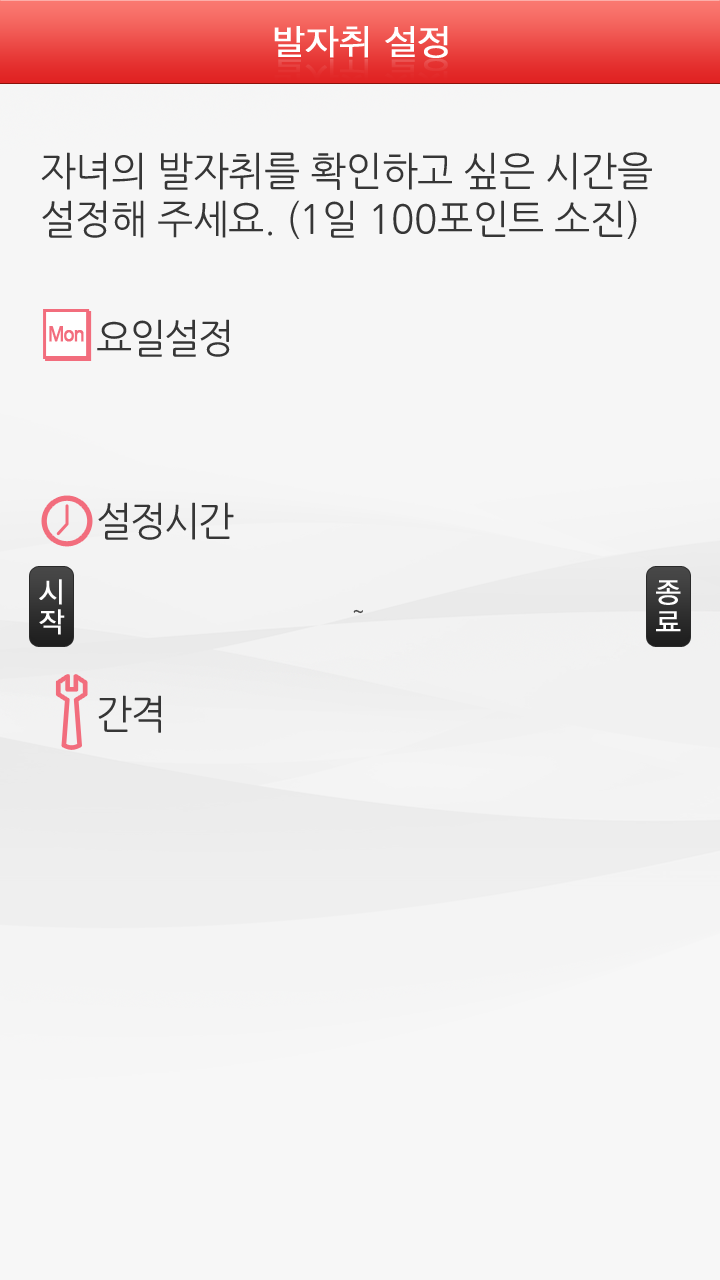 발자취 설정
자녀의 발자취를 확인하고 싶은 시간을
설정해 주세요. (1일 100포인트 소진)
Mon 요일설정
설정시간
시작 ~ 종료
간격